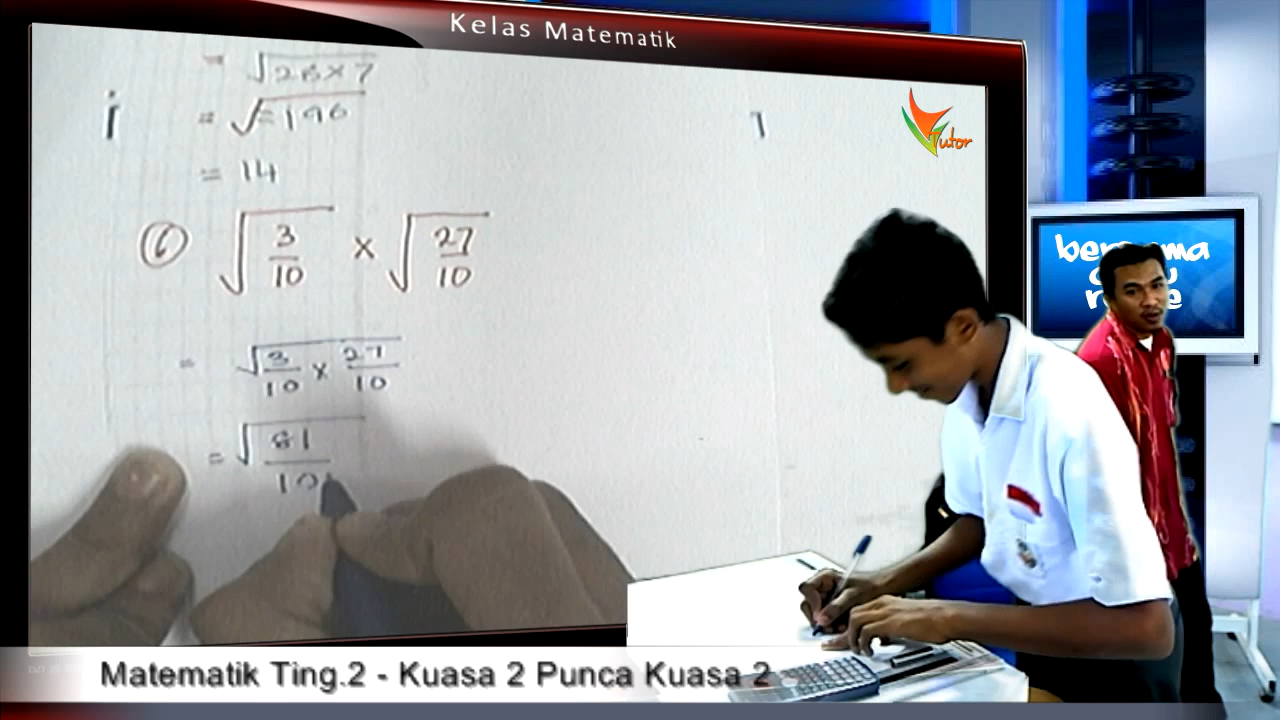 Kelas Matematik
= √28 × 7
= √=196
= 14
Tutor
⑥ √3/10 × √27/10
= √3/10 × 27/10
= √81/10
Matematik Ting.2 - Kuasa 2 Punca Kuasa 2